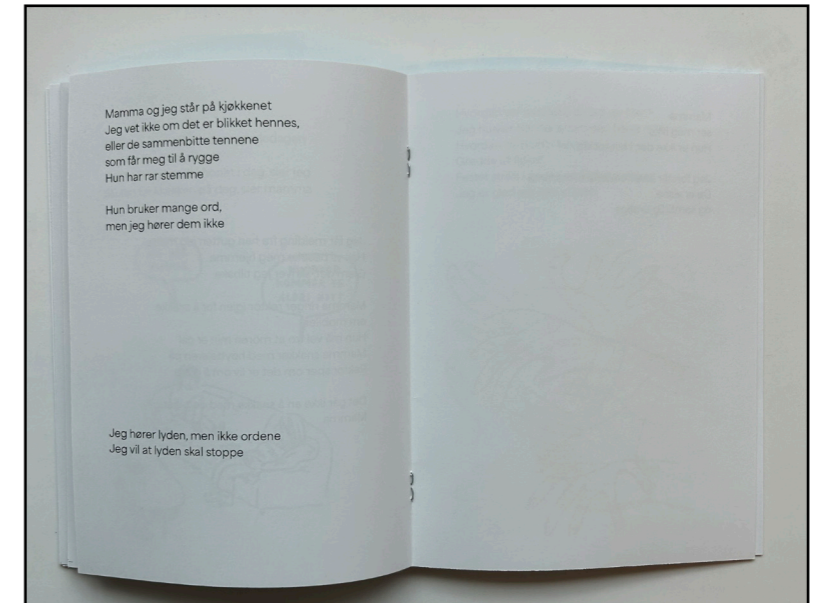 Mamma og jeg står på kjøkkenet
Jeg vet ikke om det er blikket hennes,
eller de sammenbitte tennene
som får meg til å rygge
Hun har rar stemme
Hun bruker mange ord,
men jeg hører dem ikke
Jeg hører lyden, men ikke ordene
Jeg vil at lyden skal stoppe